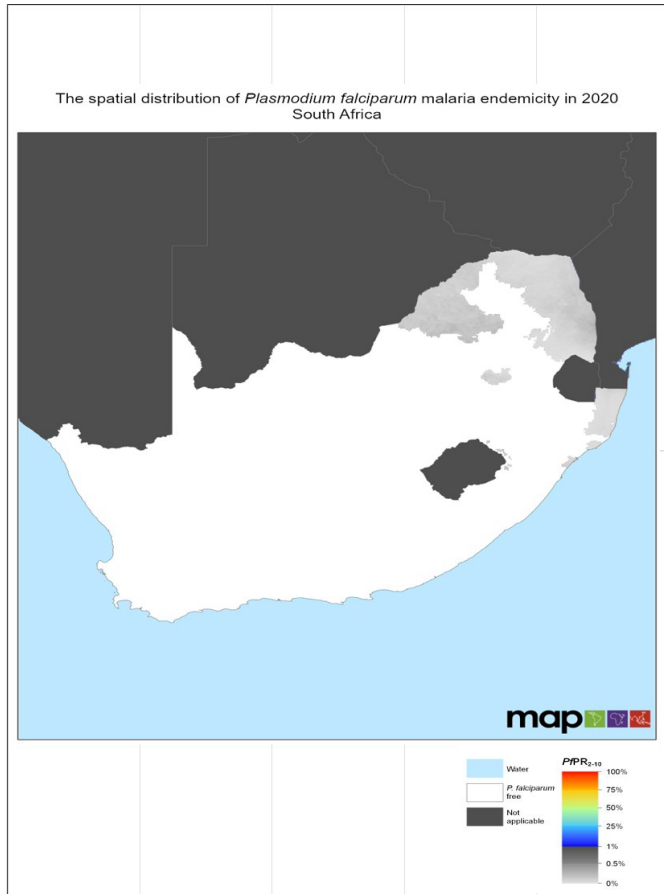 The spatial distribution of Plasmodium falciparum malaria endemicity in 2020
South Africa
map
Water
P. falciparum
free
Not
applicable
PfPR2-10
100%
75%
50%
25%
1%
0.5%
0%